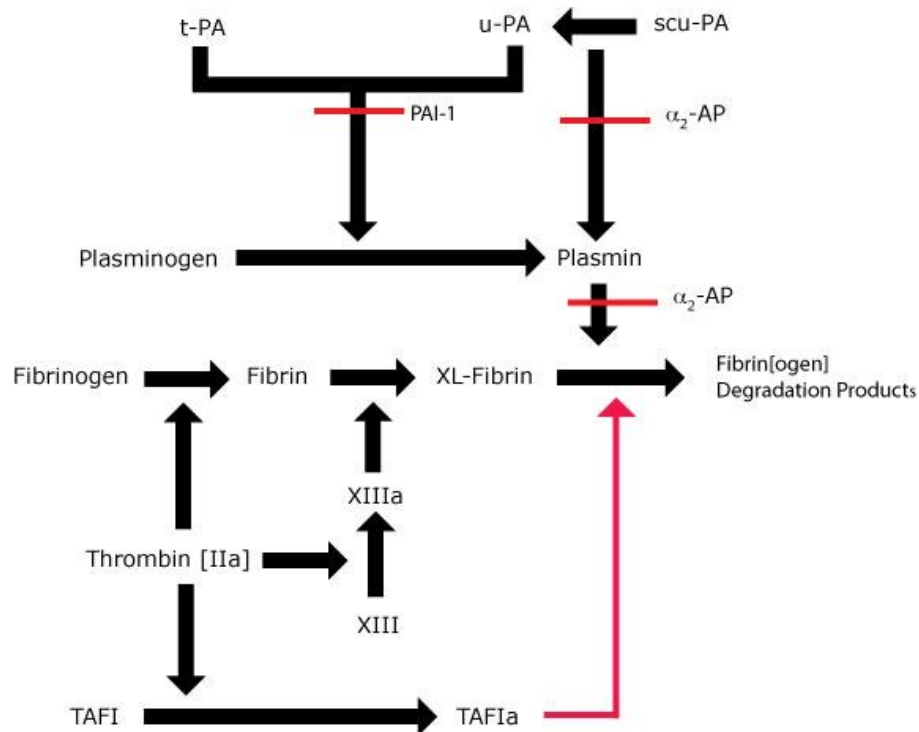 t-PA
u-PA
scu-PA
PAI-1
α₂-AP
Plasminogen
Plasmin
α₂-AP
Fibrinogen
Fibrin
XL-Fibrin
Fibrin[ogen]
Degradation Products
XIIIa
Thrombin [IIa]
XIII
TAFI
TAFIa